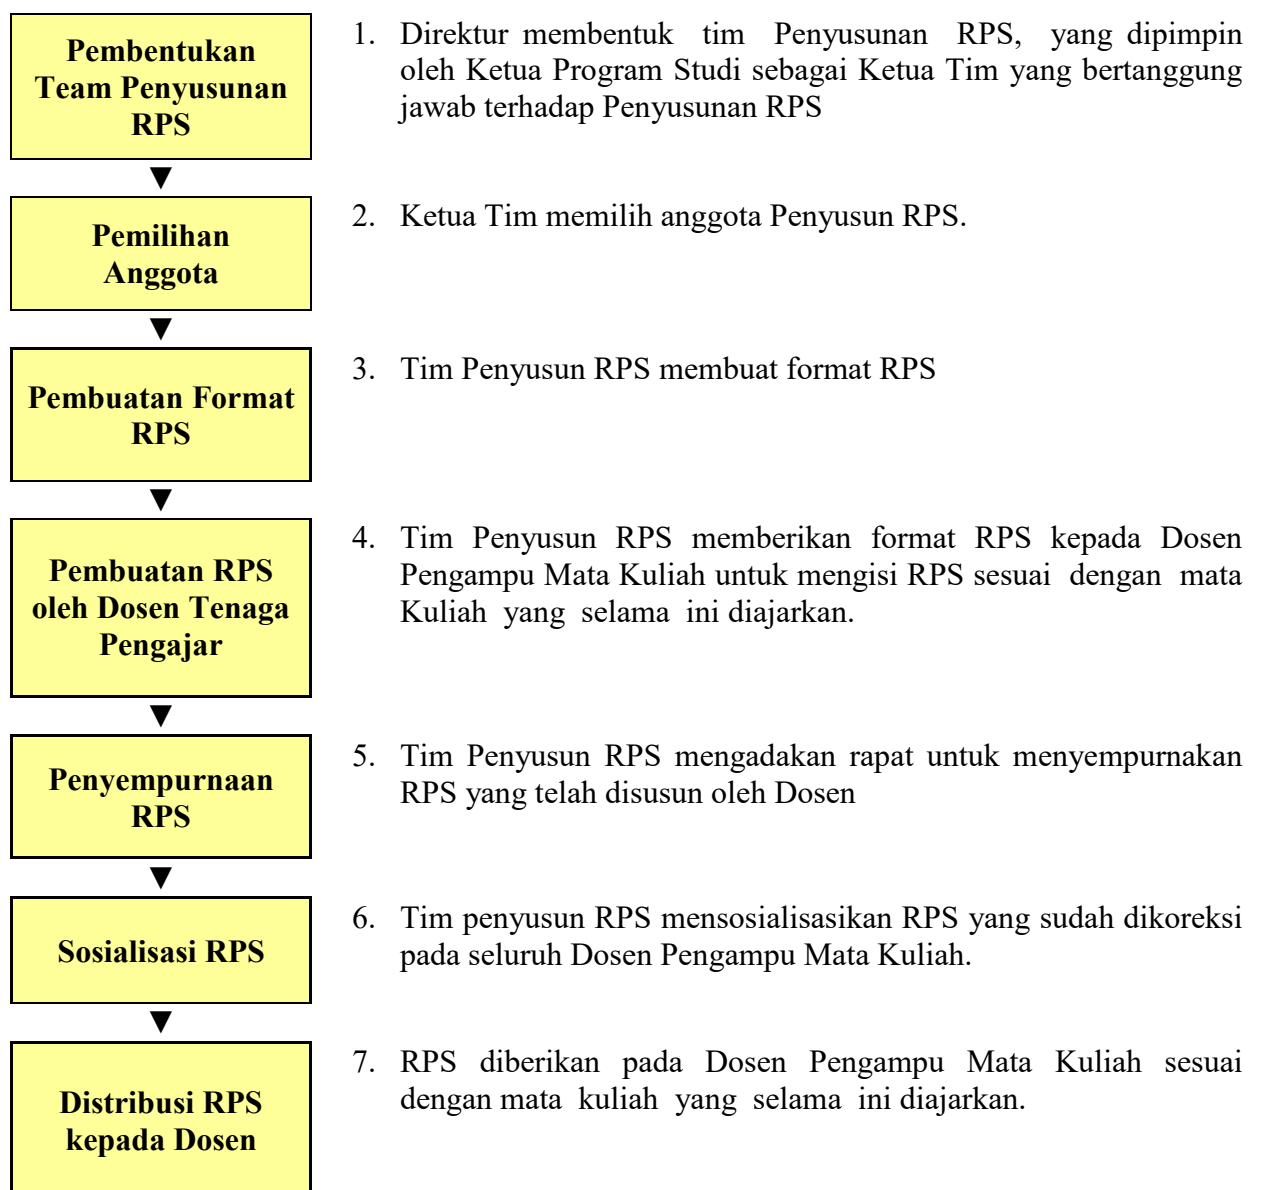 Pembentukan
Team Penyusunan
RPS
1. Direktur membentuk tim Penyusunan RPS, yang dipimpin
oleh Ketua Program Studi sebagai Ketua Tim yang bertanggung
jawab terhadap Penyusunan RPS
Pemilihan
Anggota
2. Ketua Tim memilih anggota Penyusun RPS.
Pembuatan Format
RPS
3. Tim Penyusun RPS membuat format RPS
Pembuatan RPS
oleh Dosen Tenaga
Pengajar
4. Tim Penyusun RPS memberikan format RPS kepada Dosen
Pengampu Mata Kuliah untuk mengisi RPS sesuai dengan mata
Kuliah yang selama ini diajarkan.
Penyempurnaan
RPS
5. Tim Penyusun RPS mengadakan rapat untuk menyempurnakan
RPS yang telah disusun oleh Dosen
Sosialisasi RPS
6. Tim penyusun RPS mensosialisasikan RPS yang sudah dikoreksi
pada seluruh Dosen Pengampu Mata Kuliah.
Distribusi RPS
kepada Dosen
7. RPS diberikan pada Dosen Pengampu Mata Kuliah sesuai
dengan mata kuliah yang selama ini diajarkan.